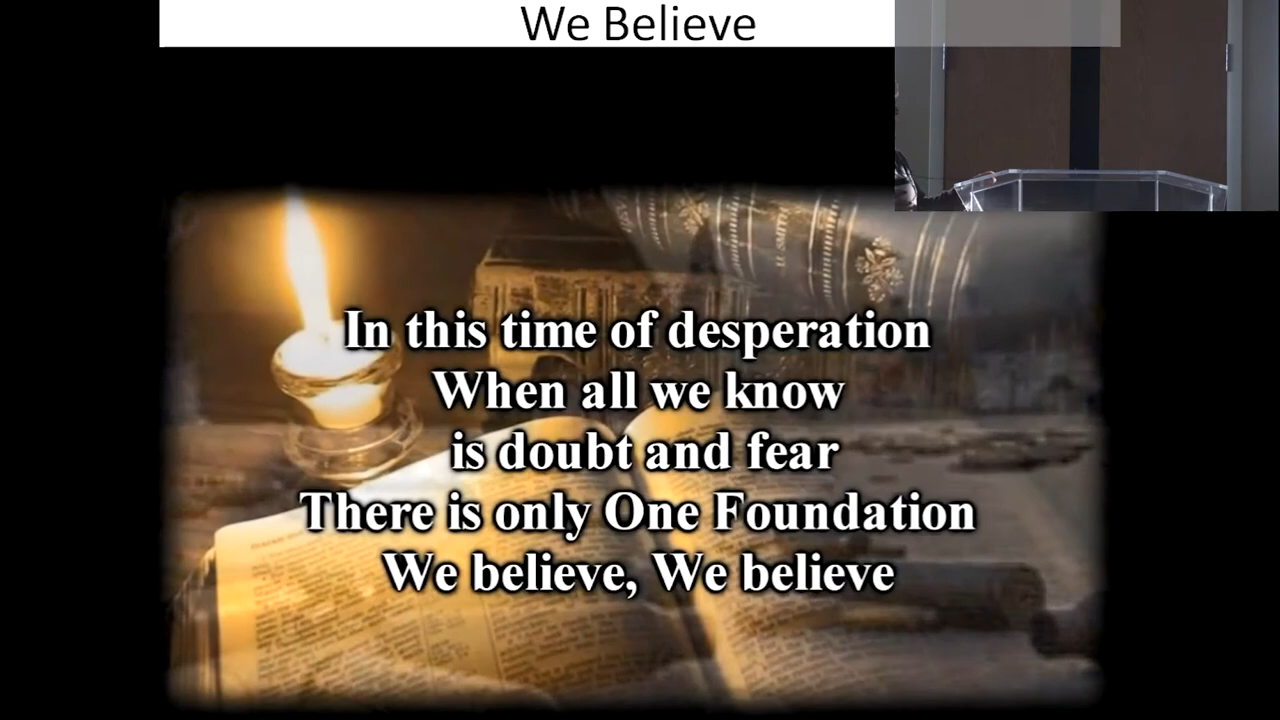 We Believe
In this time of desperation
When all we know
is doubt and fear
There is only One Foundation
We believe, We believe